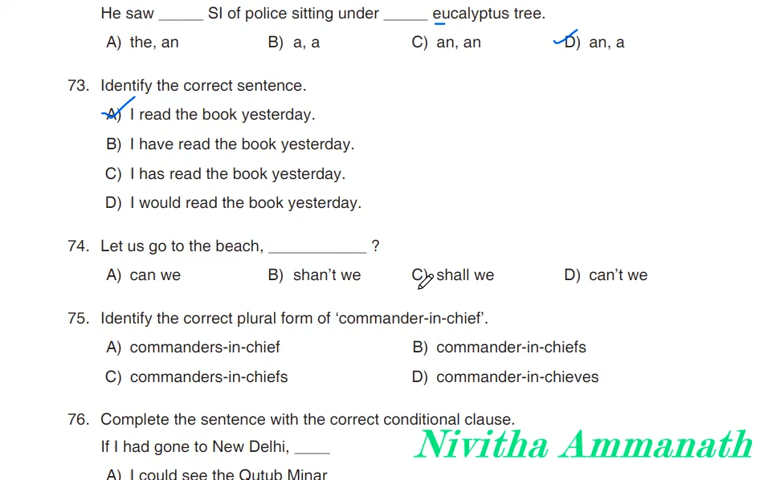 He saw _____ SI of police sitting under _____ eucalyptus tree.
A) the, an B) a, a C) an, an D) an, a
73. Identify the correct sentence.
A) I read the book yesterday.
B) I have read the book yesterday.
C) I has read the book yesterday.
D) I would read the book yesterday.
74. Let us go to the beach, ___________ ?
A) can we B) shan't we C) shall we D) can't we
75. Identify the correct plural form of 'commander-in-chief'.
A) commanders-in-chief B) commander-in-chiefs
C) commanders-in-chiefs D) commander-in-chieves
76. Complete the sentence with the correct conditional clause.
If I had gone to New Delhi, ____
Nivitha Ammanath
A) I could see the Qutub Minar